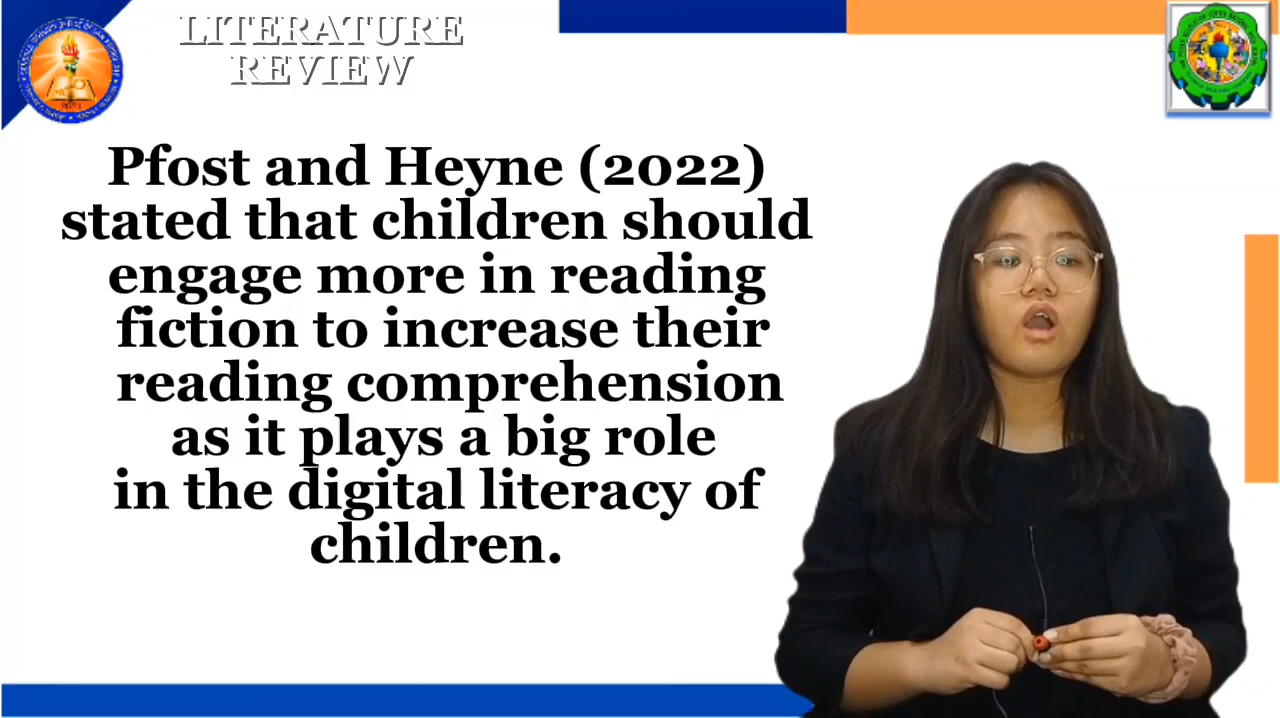 LITERATURE
REVIEW
Pfost and Heyne (2022)
stated that children should
engage more in reading
fiction to increase their
reading comprehension
as it plays a big role
in the digital literacy of
children.